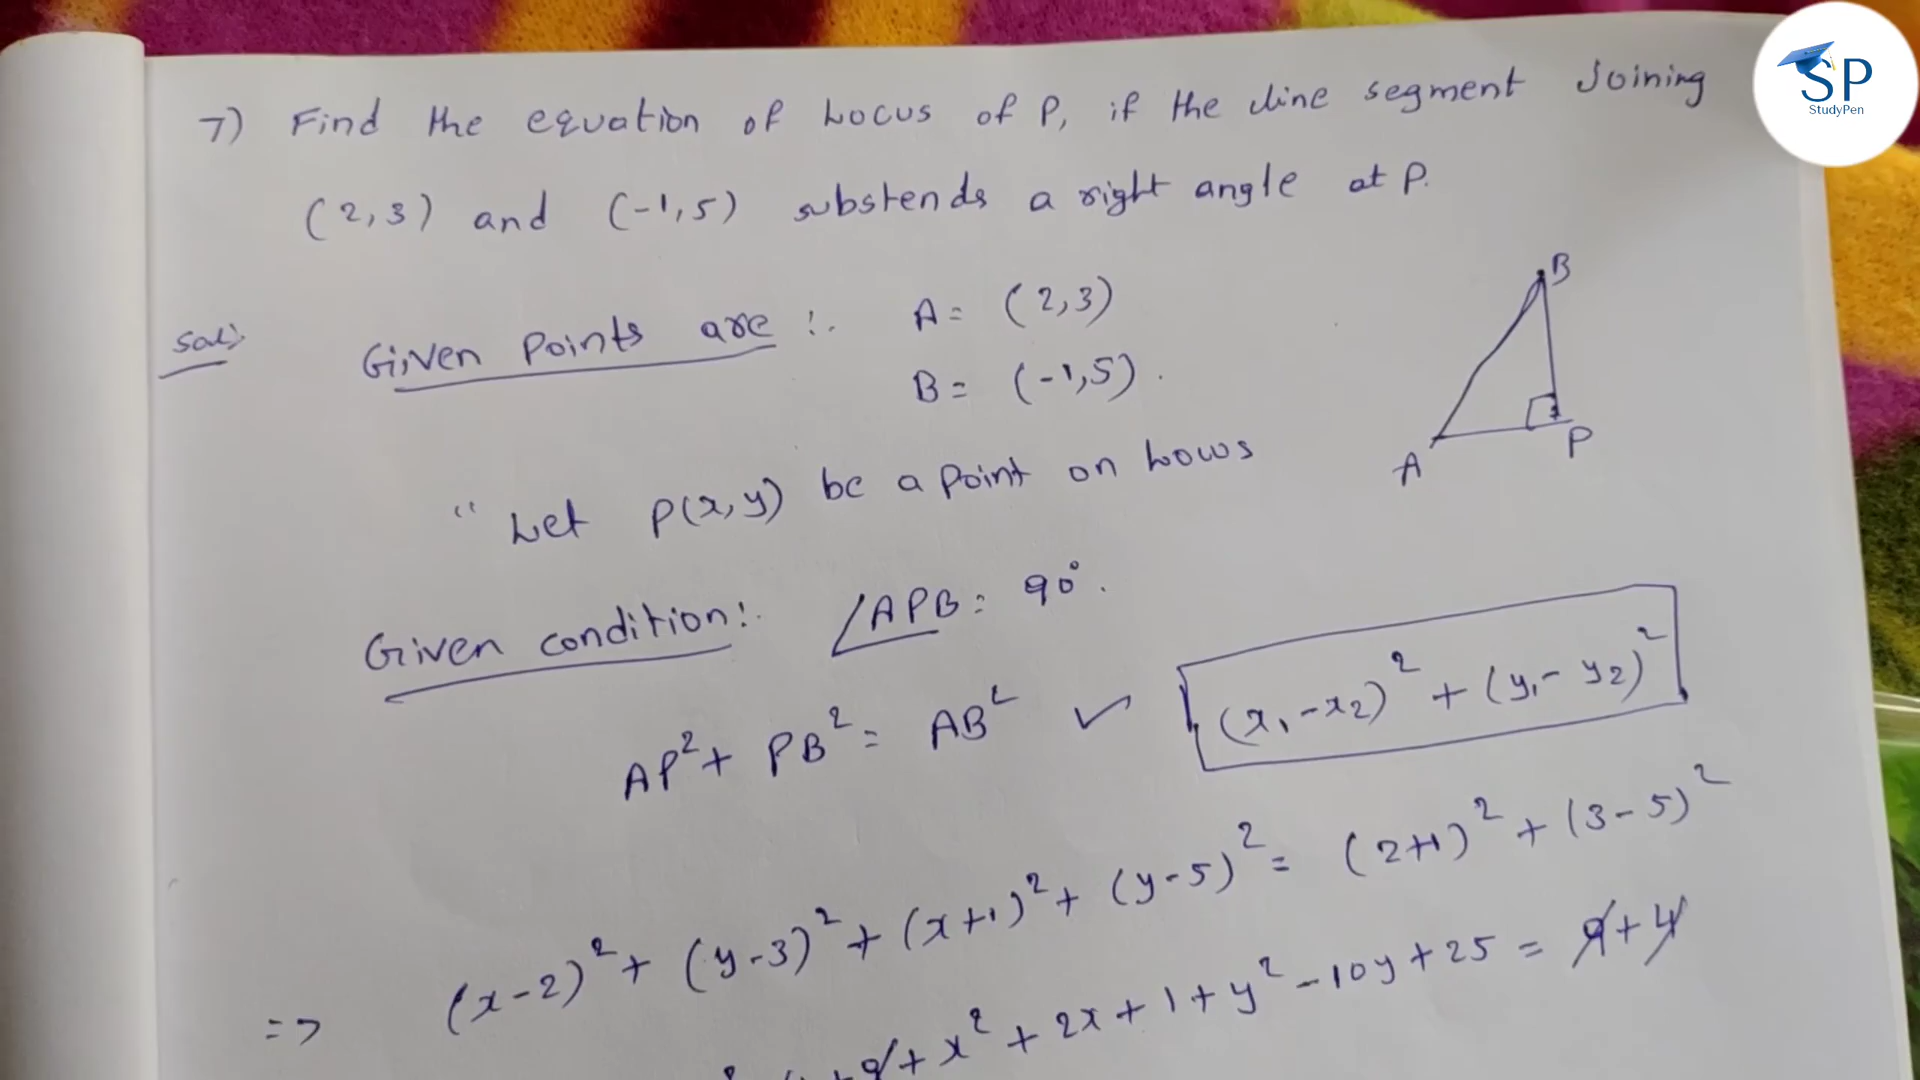 SP
StudyPen
7) Find the equation of Locus of P, if the line segment Joining
(2,3) and (-1,5) substends a right angle at P.
Sol:
Given Points are :. A = (2,3)
B = (-1,5).
B
A
P
" Let P(x,y) be a point on Locus
Given condition:. ∠APB = 90°.
AP² + PB² = AB² ✓ (x₁-x₂)² + (y₁-y₂)²
=> (x-2)² + (y-3)² + (x+1)² + (y-5)² = (2+1)² + (3-5)²
+9+x²+2x+1+y²-10y+25 = 9+4